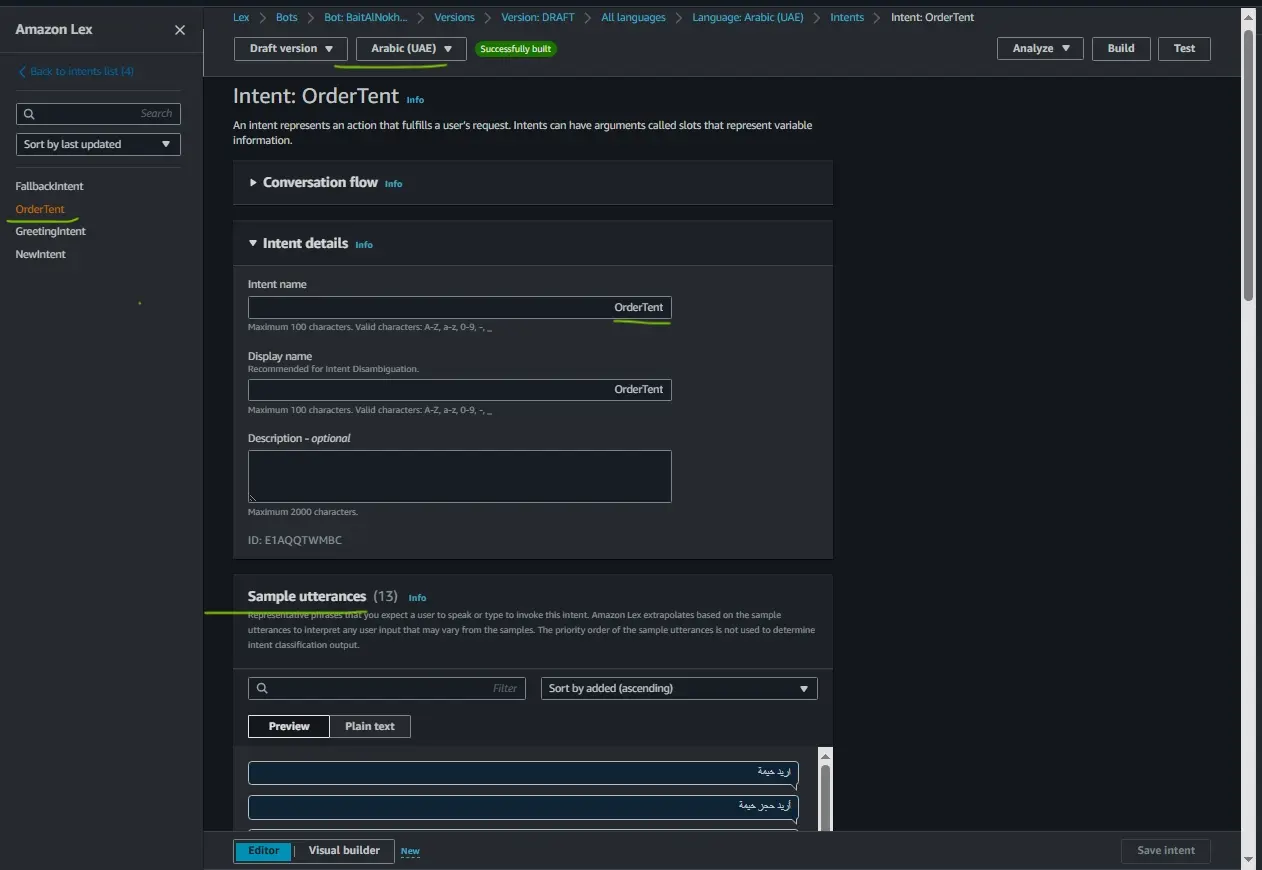 Amazon Lex
Back to intents list (4)
Search
Sort by last updated
FallbackIntent
OrderTent
GreetingIntent
NewIntent
Lex > Bots > Bot: BaitAlNokh... > Versions > Version: DRAFT > All languages > Language: Arabic (UAE) > Intents > Intent: OrderTent
Draft version Arabic (UAE) Successfully built Analyze Build Test
Intent: OrderTent Info
An intent represents an action that fulfills a user's request. Intents can have arguments called slots that represent variable
information.
Conversation flow Info
Intent details Info
Intent name
OrderTent
Maximum 100 characters. Valid characters: A-Z, a-z, 0-9, -, _
Display name
Recommended for Intent Disambiguation.
OrderTent
Maximum 100 characters. Valid characters: A-Z, a-z, 0-9, -, _
Description - optional
Maximum 2000 characters.
ID: E1AQQTWMBC
Sample utterances (13) Info
Representative phrases that you expect a user to speak or type to invoke this intent. Amazon Lex extrapolates based on the sample
utterances to interpret any user input that may vary from the samples. The priority order of the sample utterances is not used to determine
intent classification output.
Filter Sort by added (ascending)
Preview Plain text
اريد خيمة
أريد حجز خيمة
Editor Visual builder New Save intent